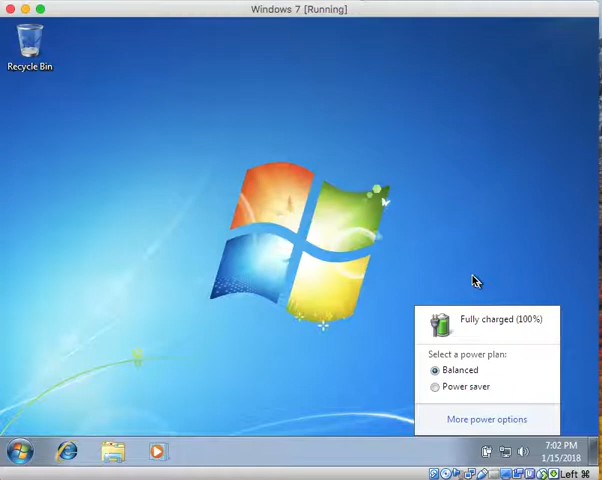 Windows 7 [Running]
Recycle Bin
Fully charged (100%)
Select a power plan:
Balanced
Power saver
More power options
7:02 PM
1/15/2018
Left ⌘